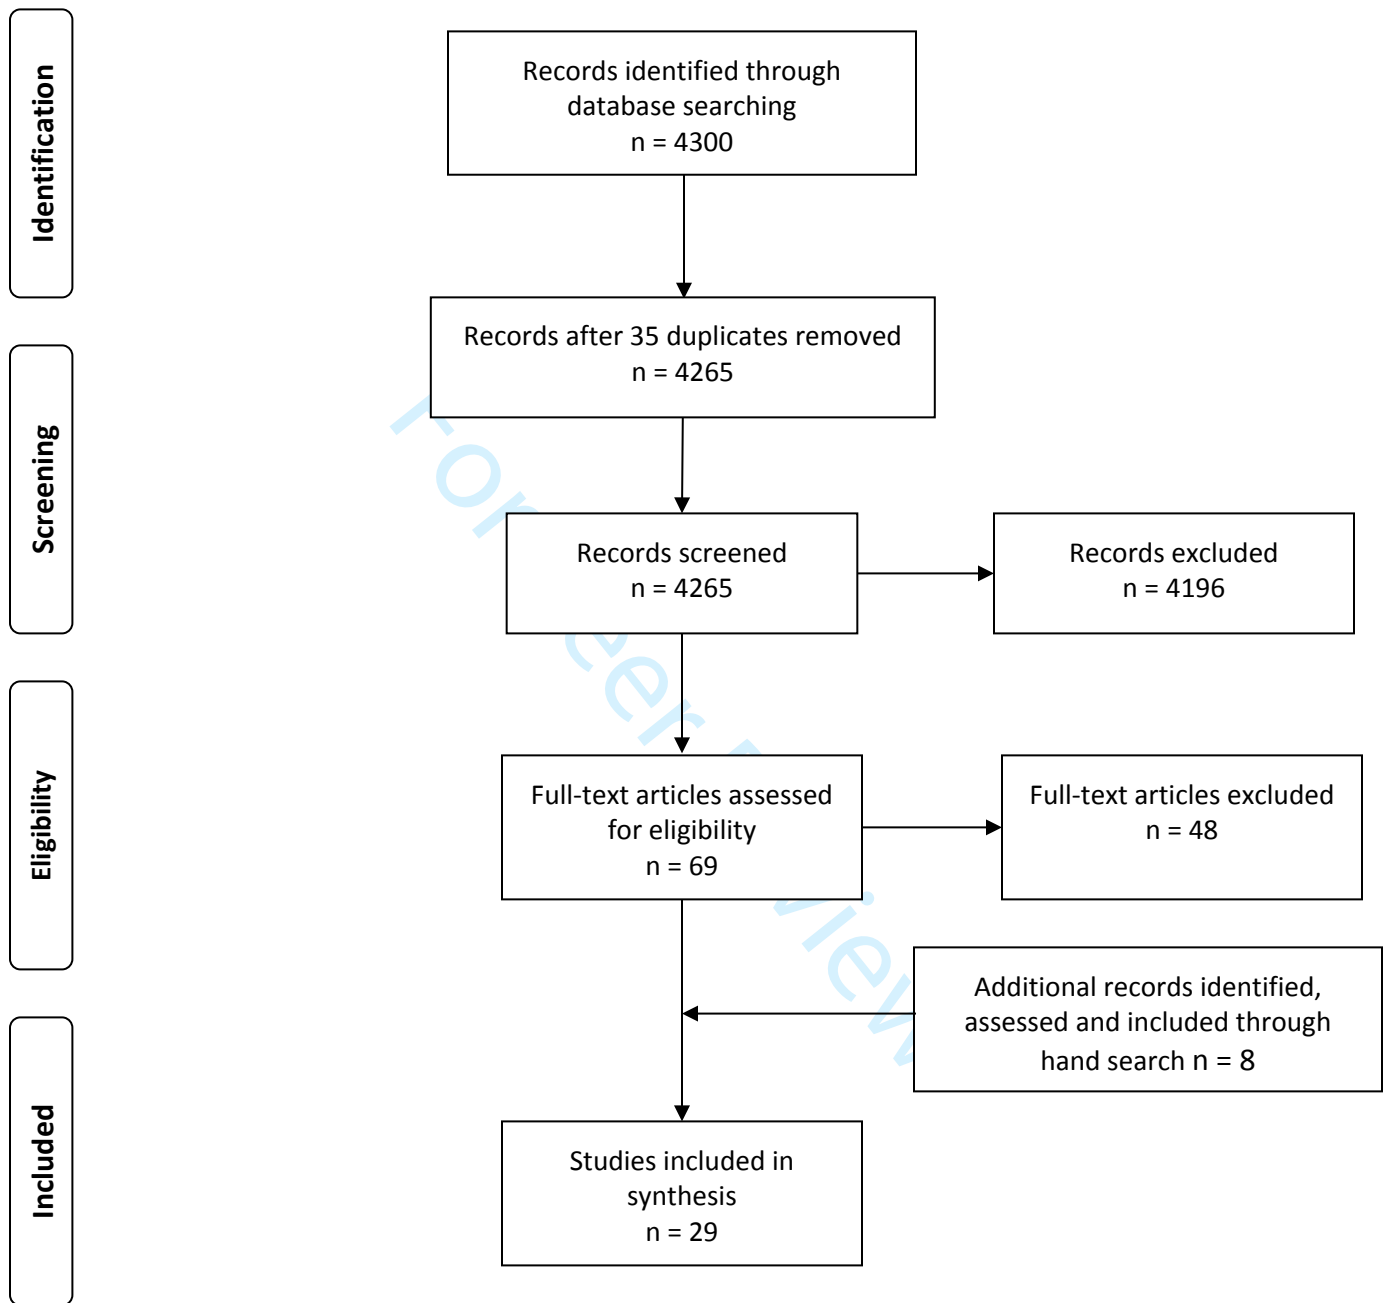 Identification
Records identified through
database searching
n = 4300
Records after 35 duplicates removed
n = 4265
Screening
Records screened
n = 4265
Records excluded
n = 4196
Eligibility
Full-text articles assessed
for eligibility
n = 69
Full-text articles excluded
n = 48
Additional records identified,
assessed and included through
hand search n = 8
Included
Studies included in
synthesis
n = 29